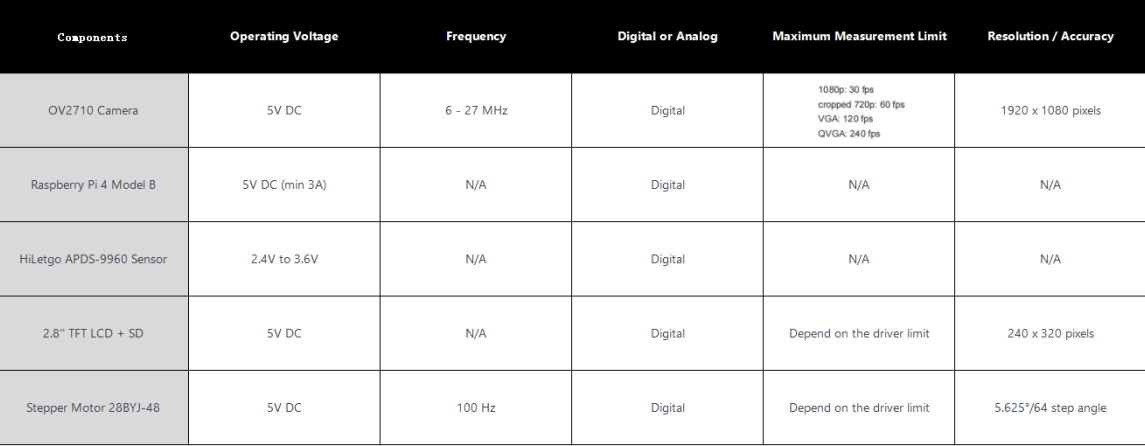 Components Operating Voltage Frequency Digital or Analog Maximum Measurement Limit Resolution / Accuracy
OV2710 Camera 5V DC 6 - 27 MHz Digital 1080p: 30 fps
cropped 720p: 60 fps
VGA: 120 fps
QVGA: 240 fps
1920 x 1080 pixels
Raspberry Pi 4 Model B 5V DC (min 3A) N/A Digital N/A N/A
HiLetgo APDS-9960 Sensor 2.4V to 3.6V N/A Digital N/A N/A
2.8'' TFT LCD + SD 5V DC N/A Digital Depend on the driver limit 240 x 320 pixels
Stepper Motor 28BYJ-48 5V DC 100 Hz Digital Depend on the driver limit 5.625°/64 step angle